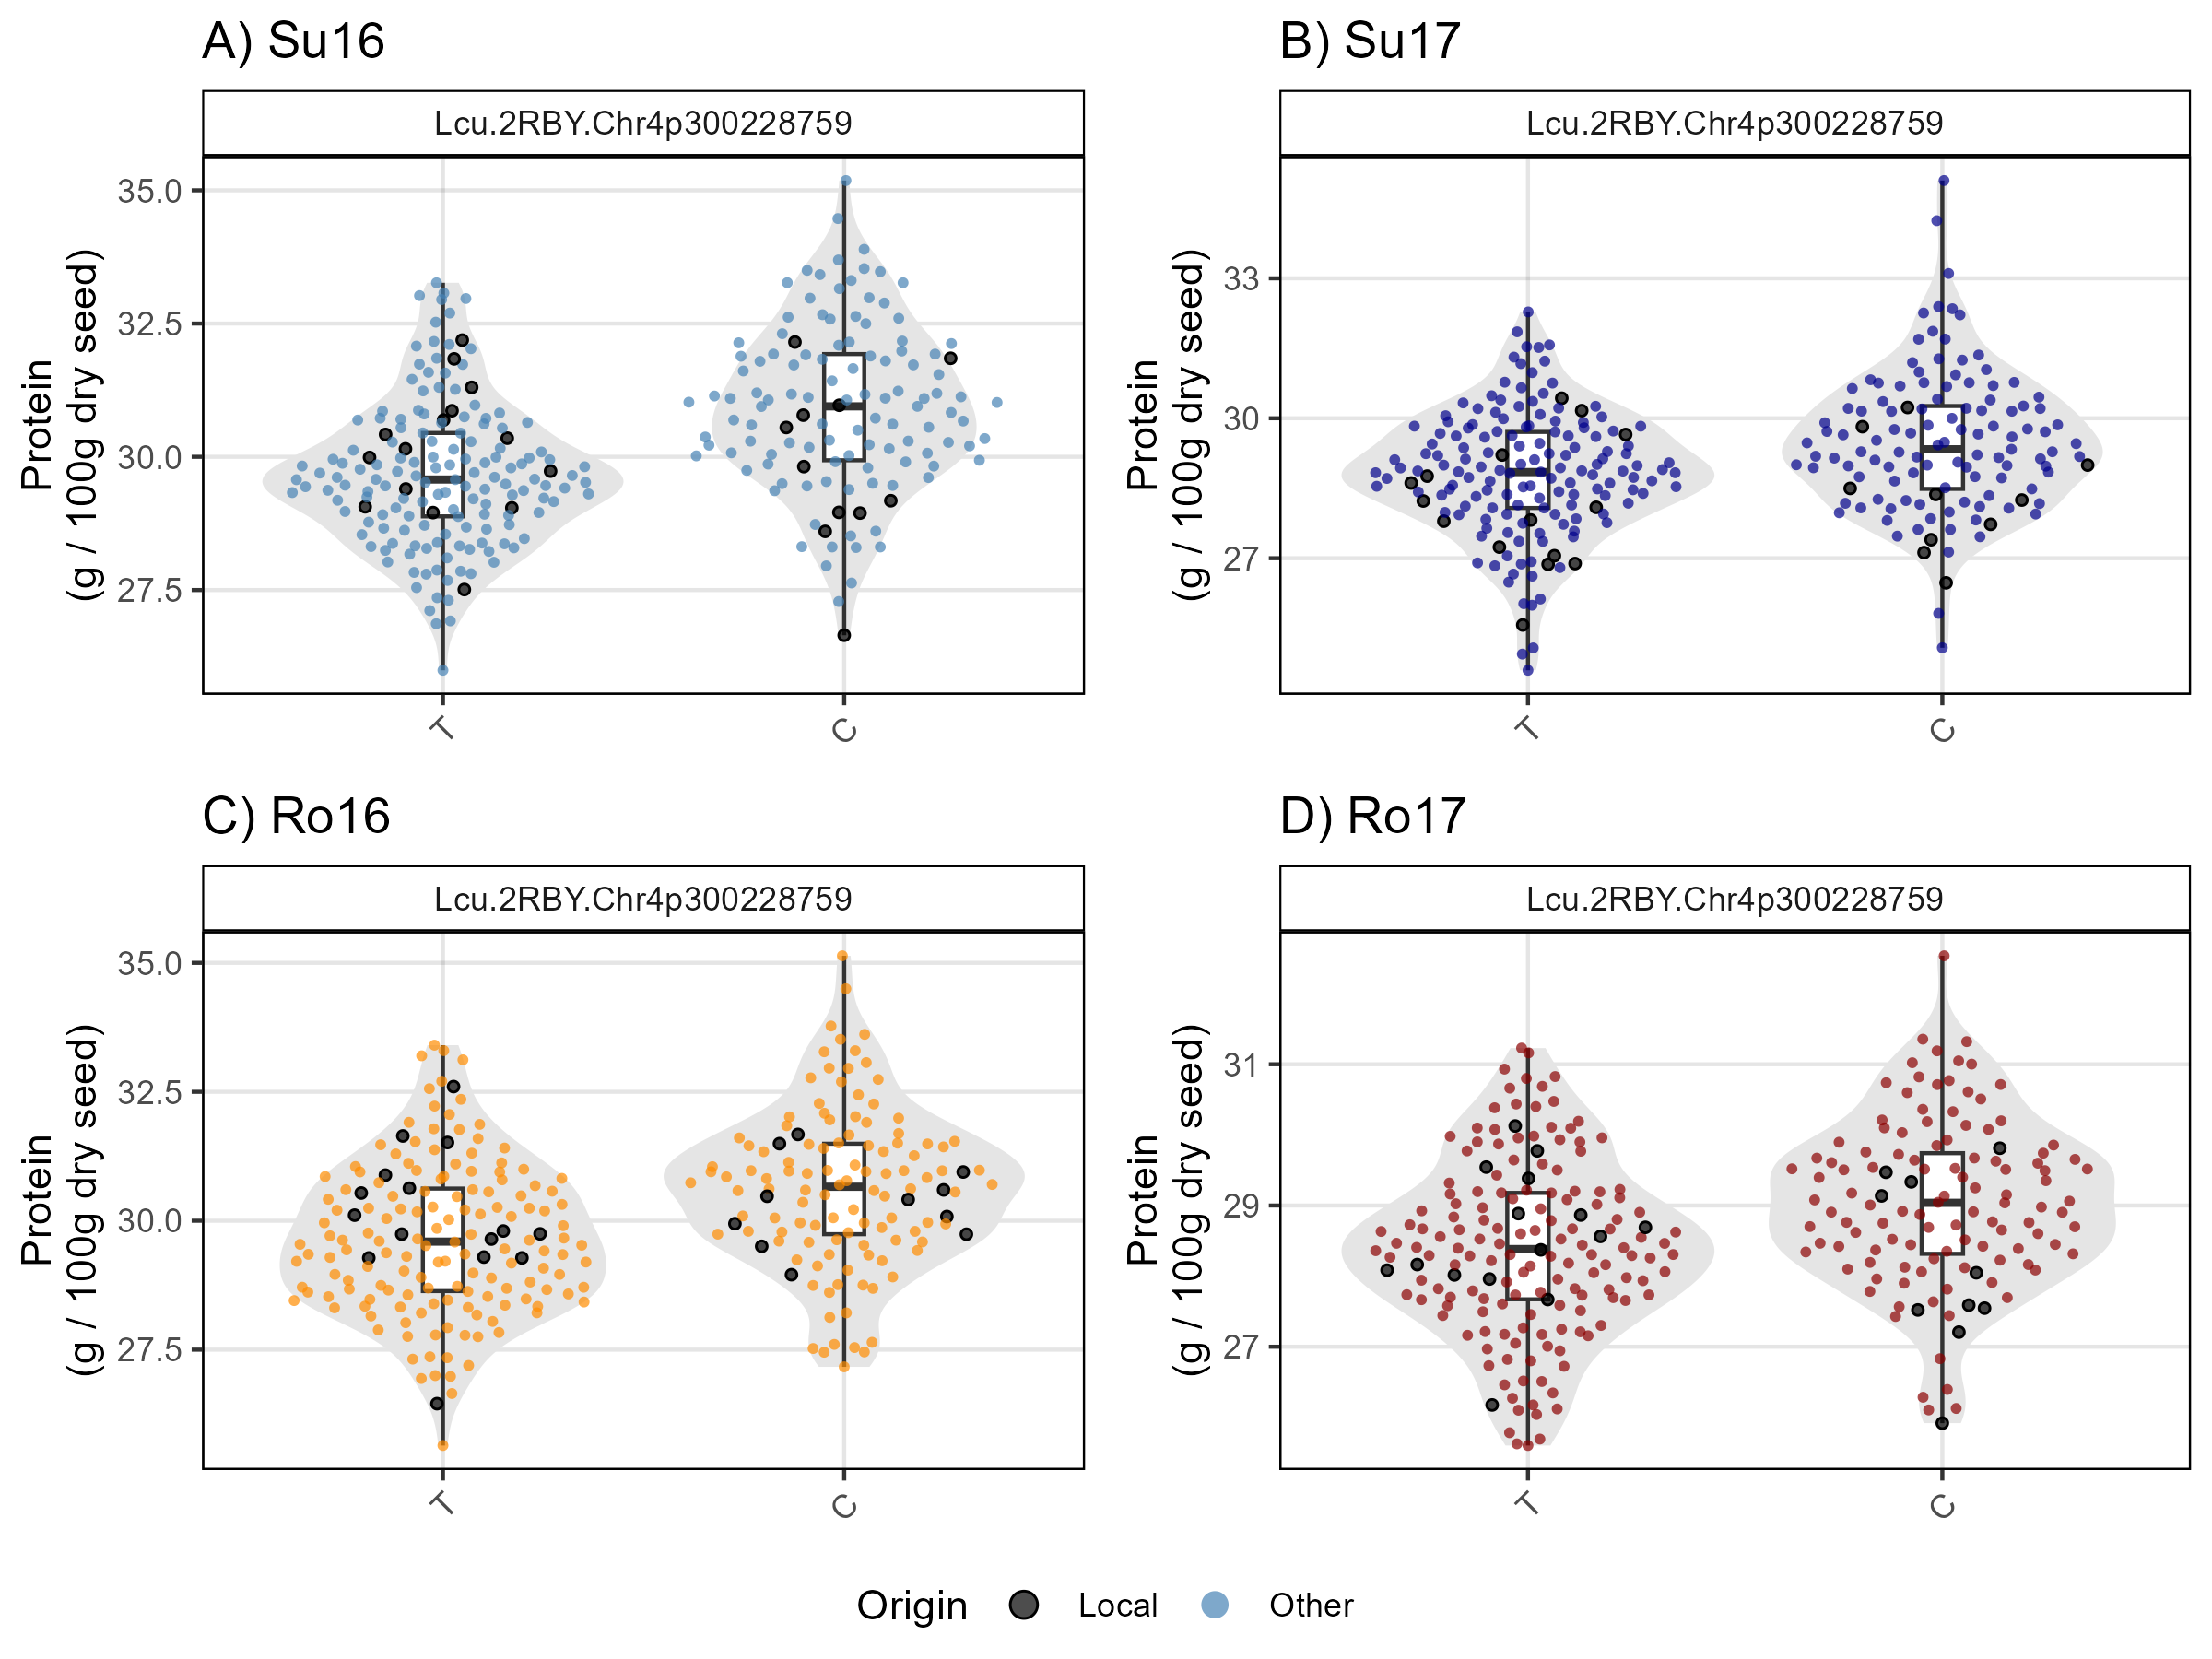 A) Su16
Lcu.2RBY.Chr4p300228759
Protein
(g / 100g dry seed)
35.0
32.5
30.0
27.5
T
C
B) Su17
Lcu.2RBY.Chr4p300228759
Protein
(g / 100g dry seed)
33
30
27
T
C
C) Ro16
Lcu.2RBY.Chr4p300228759
Protein
(g / 100g dry seed)
35.0
32.5
30.0
27.5
T
C
D) Ro17
Lcu.2RBY.Chr4p300228759
Protein
(g / 100g dry seed)
31
29
27
T
C
Origin Local Other